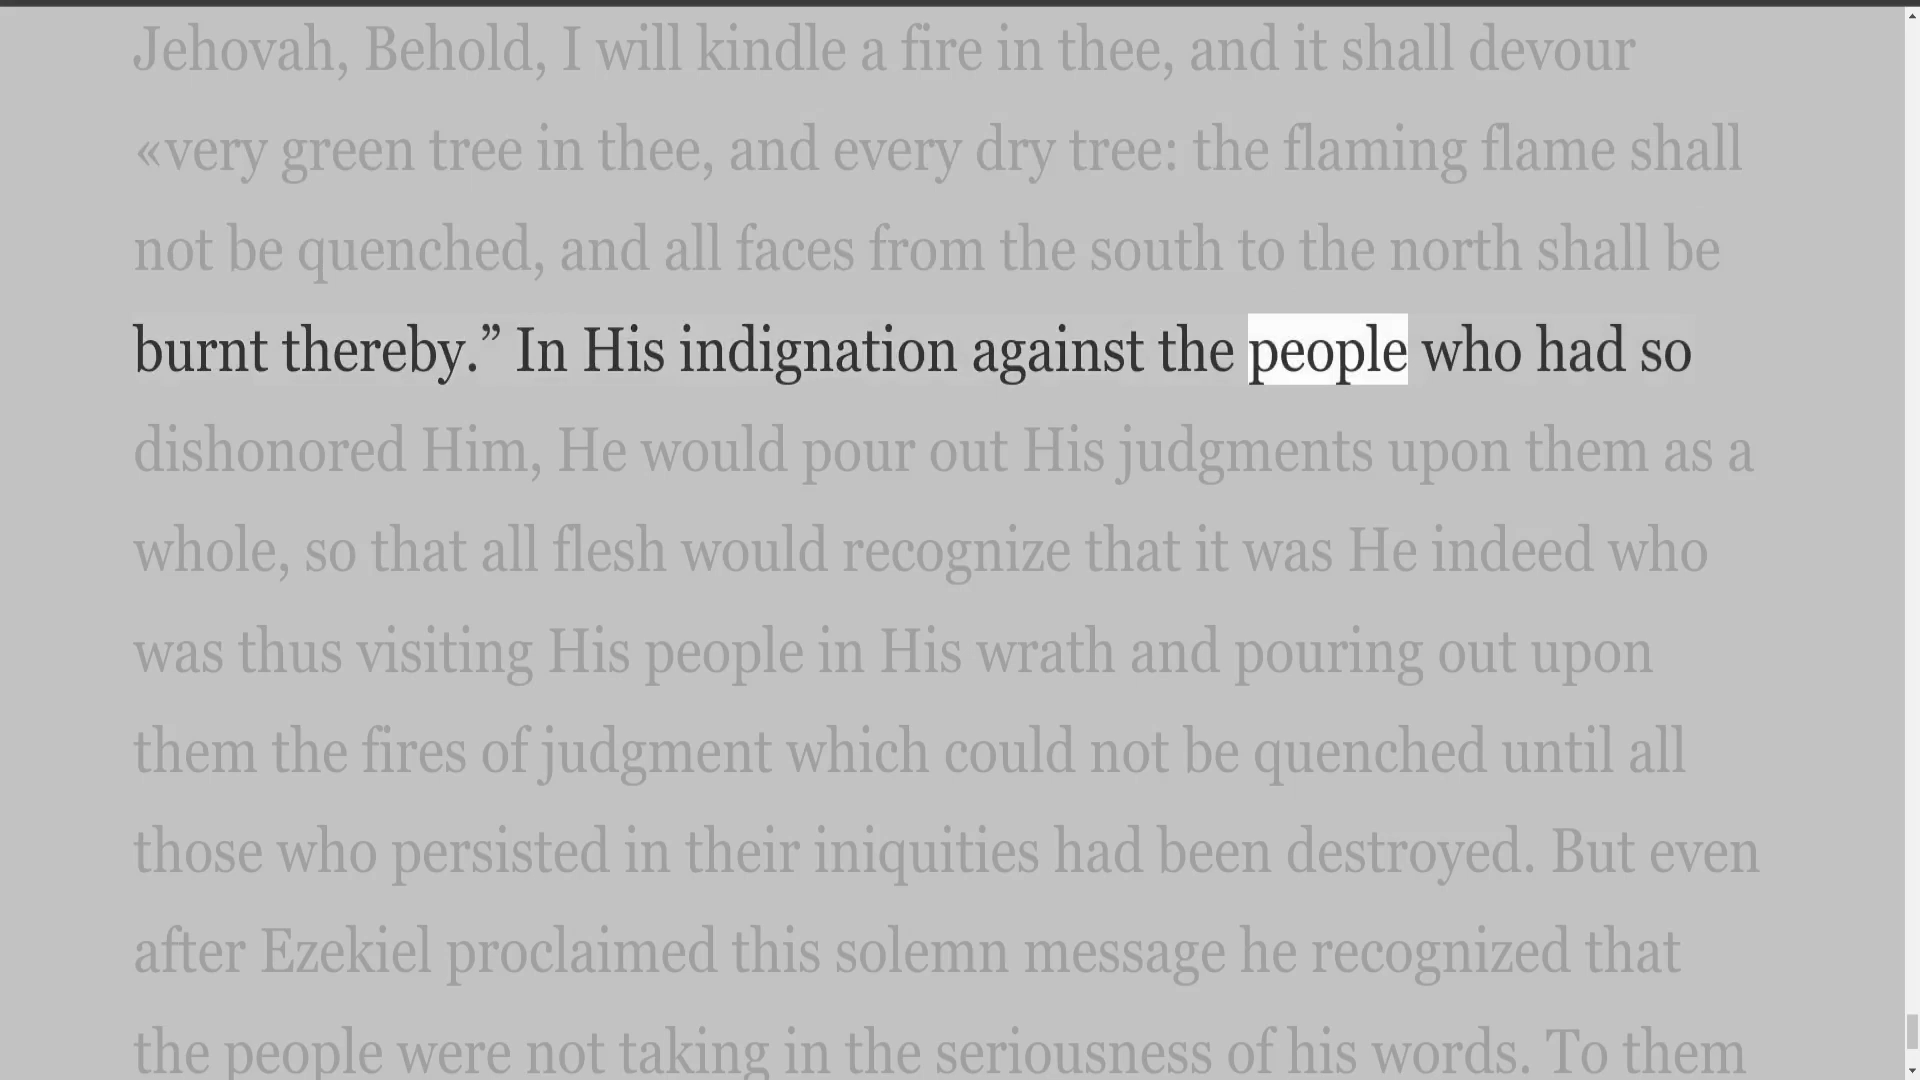 Jehovah, Behold, I will kindle a fire in thee, and it shall devour
«very green tree in thee, and every dry tree: the flaming flame shall
not be quenched, and all faces from the south to the north shall be
burnt thereby.” In His indignation against the people who had so
dishonored Him, He would pour out His judgments upon them as a
whole, so that all flesh would recognize that it was He indeed who
was thus visiting His people in His wrath and pouring out upon
them the fires of judgment which could not be quenched until all
those who persisted in their iniquities had been destroyed. But even
after Ezekiel proclaimed this solemn message he recognized that
the people were not taking in the seriousness of his words. To them